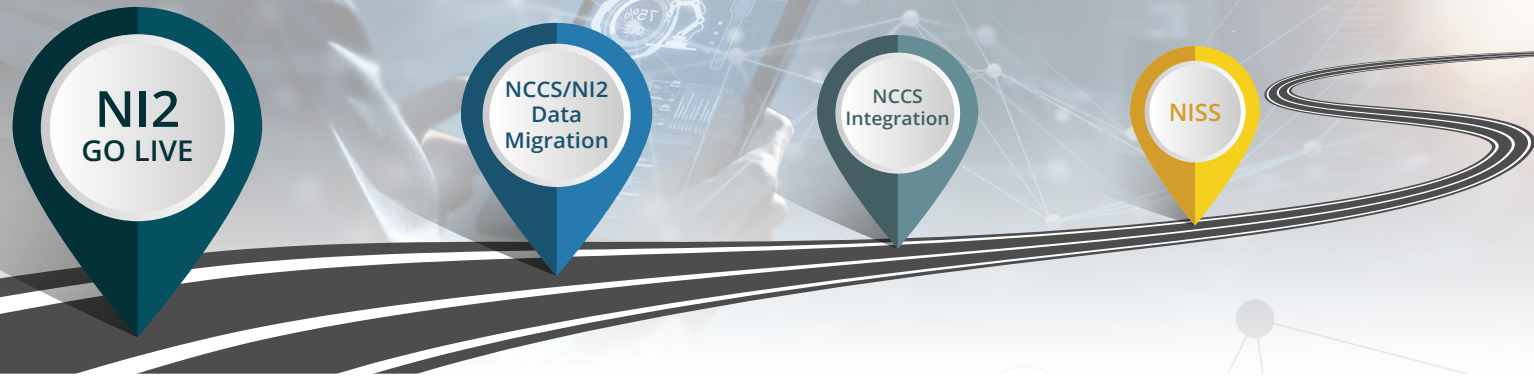 NI2
GO LIVE
NCCS/NI2
Data
Migration
NCCS
Integration
NISS